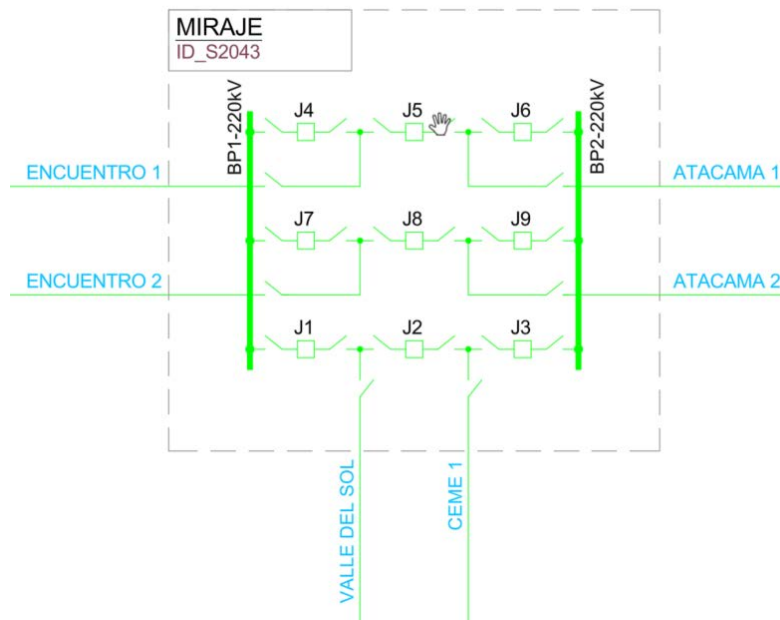 MIRAJE
ID_S2043
BP1-220kV
J4
J5
J6
BP2-220kV
ENCUENTRO 1
ATACAMA 1
J7
J8
J9
ENCUENTRO 2
ATACAMA 2
J1
J2
J3
VALLE DEL SOL
CEME 1